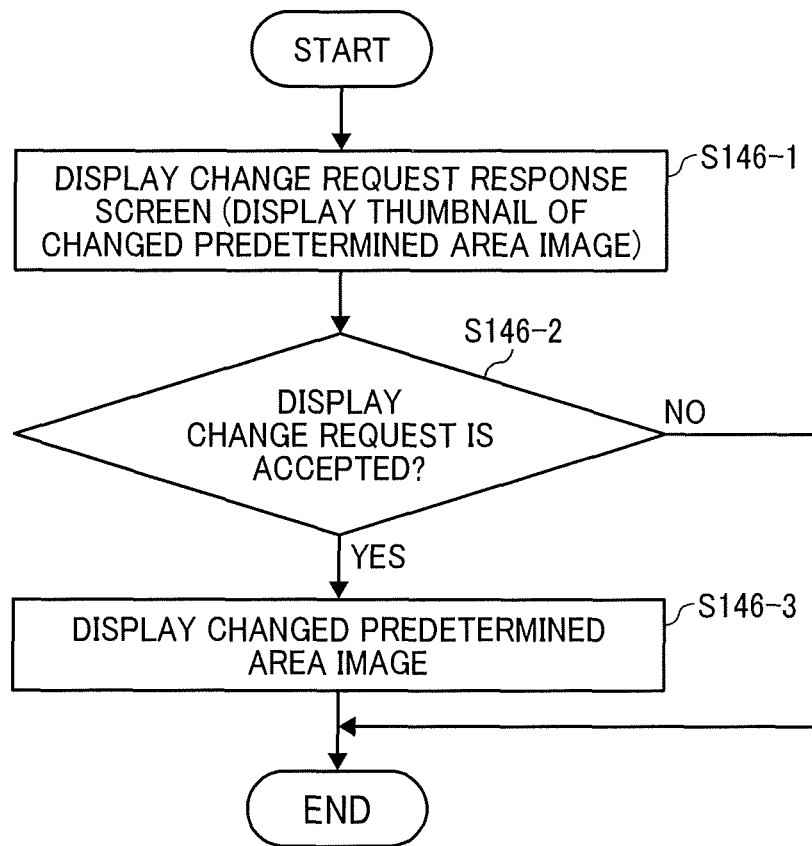 START
S146-1
DISPLAY CHANGE REQUEST RESPONSE
SCREEN (DISPLAY THUMBNAIL OF
CHANGED PREDETERMINED AREA IMAGE)
S146-2
DISPLAY
CHANGE REQUEST IS
ACCEPTED?
NO
YES
S146-3
DISPLAY CHANGED PREDETERMINED
AREA IMAGE
END